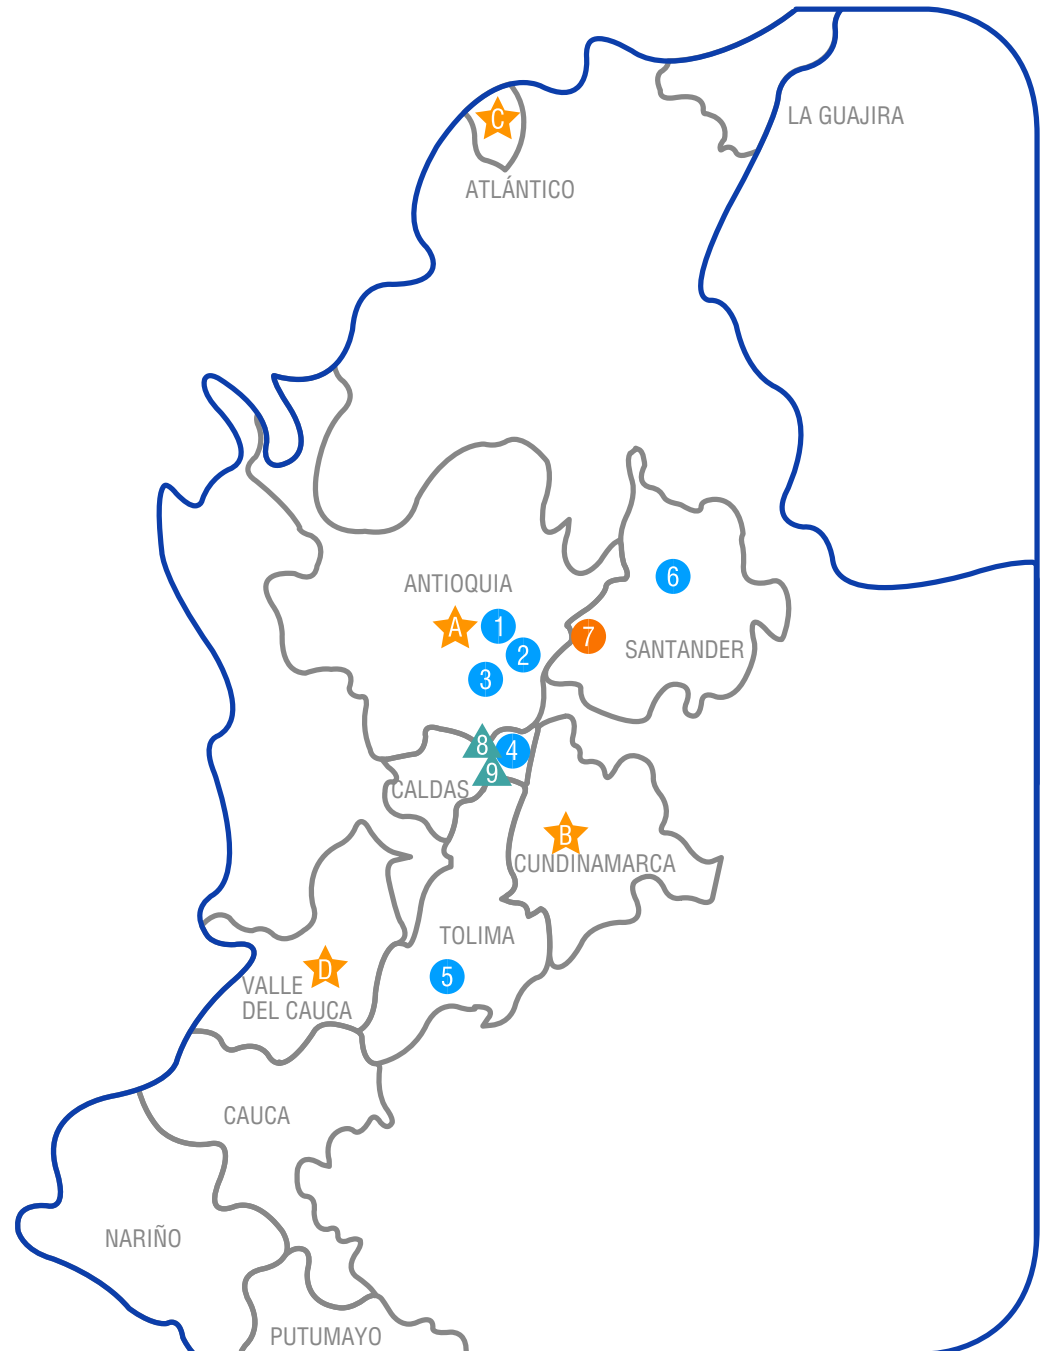 C
LA GUAJIRA
ATLÁNTICO
6
ANTIOQUIA
A
1
7
2
SANTANDER
3
8
4
9
CALDAS
B
CUNDINAMARCA
TOLIMA
D
5
VALLE
DEL CAUCA
CAUCA
NARIÑO
PUTUMAYO